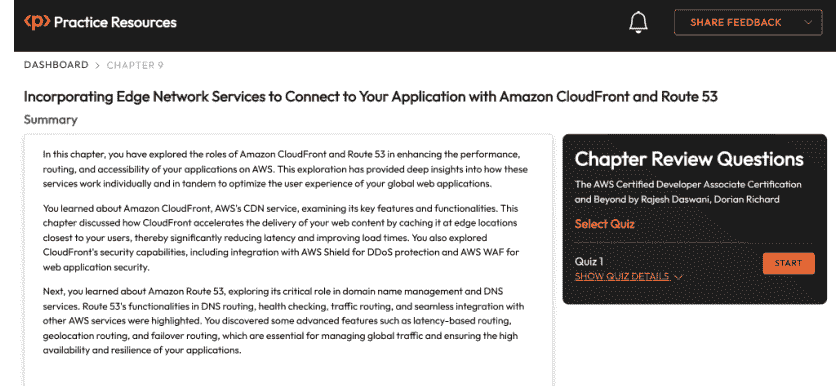 <p> Practice Resources
SHARE FEEDBACK
DASHBOARD > CHAPTER 9
Incorporating Edge Network Services to Connect to Your Application with Amazon CloudFront and Route 53
Summary
In this chapter, you have explored the roles of Amazon CloudFront and Route 53 in enhancing the performance,
routing, and accessibility of your applications on AWS. This exploration has provided deep insights into how these
services work individually and in tandem to optimize the user experience of your global web applications.
You learned about Amazon CloudFront, AWS's CDN service, examining its key features and functionalities. This
chapter discussed how CloudFront accelerates the delivery of your web content by caching it at edge locations
closest to your users, thereby significantly reducing latency and improving load times. You also explored
CloudFront's security capabilities, including integration with AWS Shield for DDoS protection and AWS WAF for
web application security.
Next, you learned about Amazon Route 53, exploring its critical role in domain name management and DNS
services. Route 53's functionalities in DNS routing, health checking, traffic routing, and seamless integration with
other AWS services were highlighted. You discovered some advanced features such as latency-based routing,
geolocation routing, and failover routing, which are essential for managing global traffic and ensuring the high
availability and resilience of your applications.
Chapter Review Questions
The AWS Certified Developer Associate Certification
and Beyond by Rajesh Daswani, Dorian Richard
Select Quiz
Quiz 1
SHOW QUIZ DETAILS
START